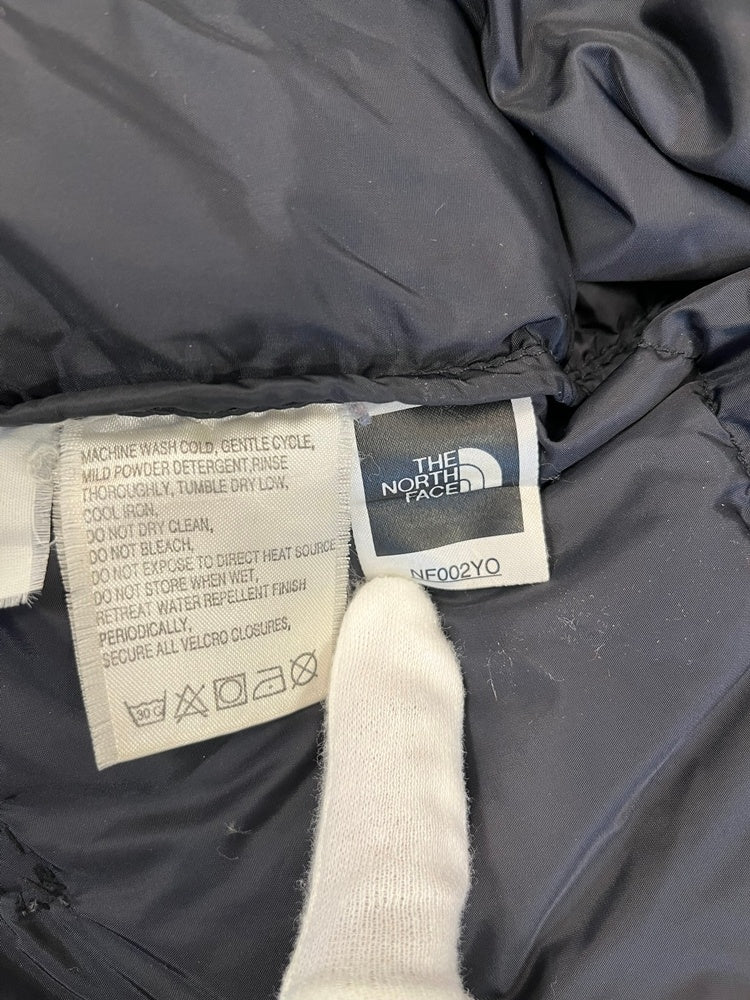 MACHINE WASH COLD, GENTLE CYCLE,
MILD POWDER DETERGENT,RINSE
THOROUGHLY, TUMBLE DRY LOW,
COOL IRON.
DO NOT DRY CLEAN,
DO NOT BLEACH,
DO NOT EXPOSE TO DIRECT HEAT SOURCE
DO NOT STORE WHEN WET,
RETREAT WATER REPELLENT FINISH
PERIODICALLY,
SECURE ALL VELCRO CLOSURES,
30 C
THE
NORTH
FACE
NF002YO